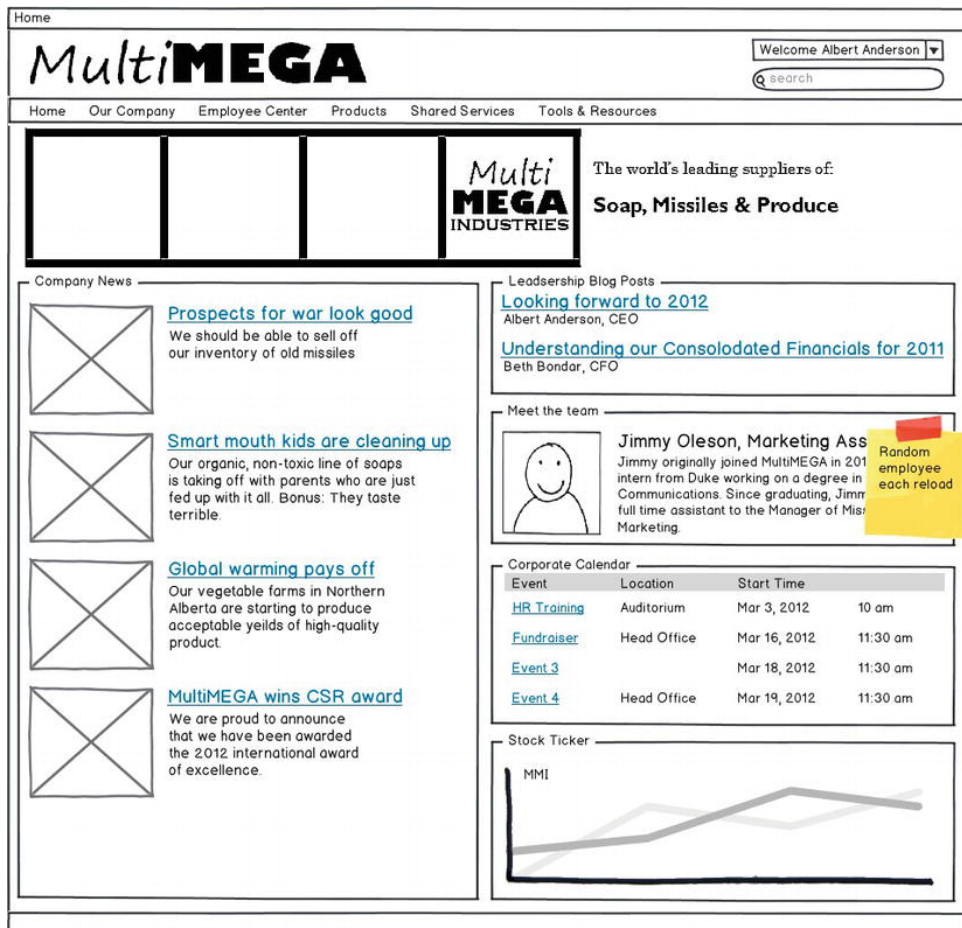 Home
MultiMEGA
Welcome Albert Anderson
search
Home Our Company Employee Center Products Shared Services Tools & Resources
Multi
MEGA
INDUSTRIES
The world's leading suppliers of:
Soap, Missiles & Produce
Company News
Prospects for war look good
We should be able to sell off
our inventory of old missiles
Smart mouth kids are cleaning up
Our organic, non-toxic line of soaps
is taking off with parents who are just
fed up with it all. Bonus: They taste
terrible.
Global warming pays off
Our vegetable farms in Northern
Alberta are starting to produce
acceptable yeilds of high-quality
product.
MultiMEGA wins CSR award
We are proud to announce
that we have been awarded
the 2012 international award
of excellence.
Leadsership Blog Posts
Looking forward to 2012
Albert Anderson, CEO
Understanding our Consolodated Financials for 2011
Beth Bondar, CFO
Meet the team
Jimmy Oleson, Marketing Ass
Jimmy originally joined MultiMEGA in 201
intern from Duke working on a degree in
Communications. Since graduating, Jimm
full time assistant to the Manager of Mis
Marketing.
Random
employee
each reload
Corporate Calendar
Event Location Start Time
HR Training Auditorium Mar 3, 2012 10 am
Fundraiser Head Office Mar 16, 2012 11:30 am
Event 3 Mar 18, 2012 11:30 am
Event 4 Head Office Mar 19, 2012 11:30 am
Stock Ticker
MMI